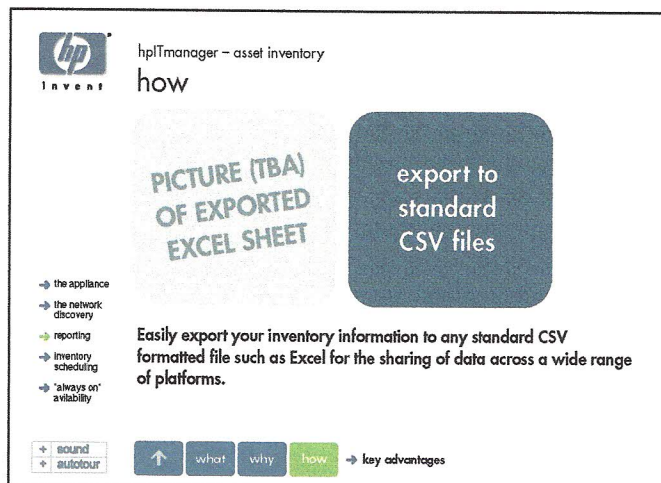 hp
invent
hpITmanager – asset inventory
how
PICTURE (TBA)
OF EXPORTED
EXCEL SHEET
export to
standard
CSV files
→ the appliance
→ the network
discovery
→ reporting
→ inventory
scheduling
→ "always on"
avilability
Easily export your inventory information to any standard CSV
formatted file such as Excel for the sharing of data across a wide range
of platforms.
+ sound
+ autotour
↑ what why how → key advantages